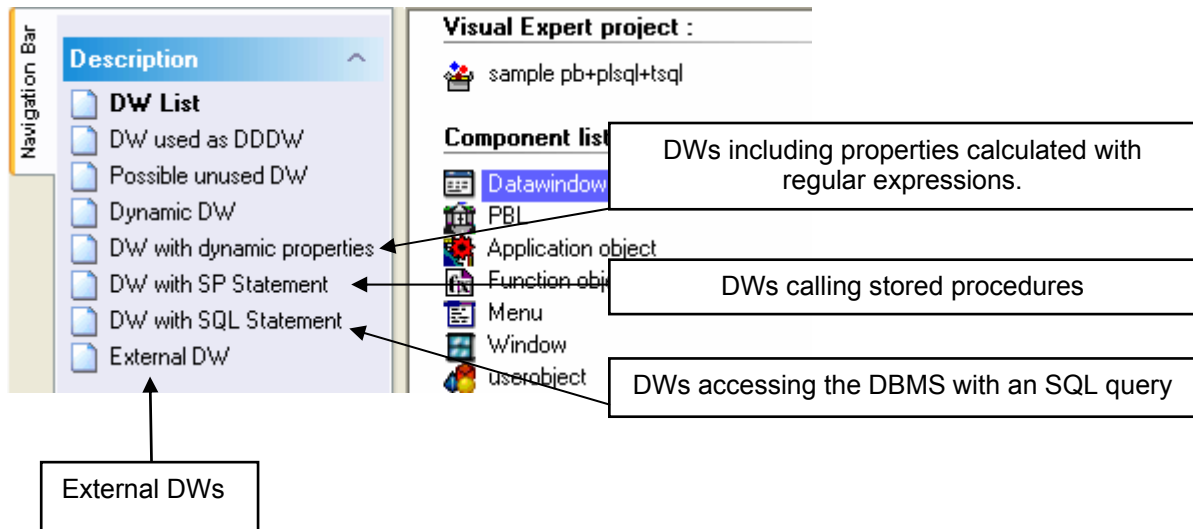 Navigation Bar
Description
DW List
DW used as DDDW
Possible unused DW
Dynamic DW
DW with dynamic properties
DW with SP Statement
DW with SQL Statement
External DW
Visual Expert project :
sample pb+plsql+tsql
Component list
Datawindow
PBL
Application object
Function obj
Menu
Window
userobject
DWs including properties calculated with
regular expressions.
DWs calling stored procedures
DWs accessing the DBMS with an SQL query
External DWs